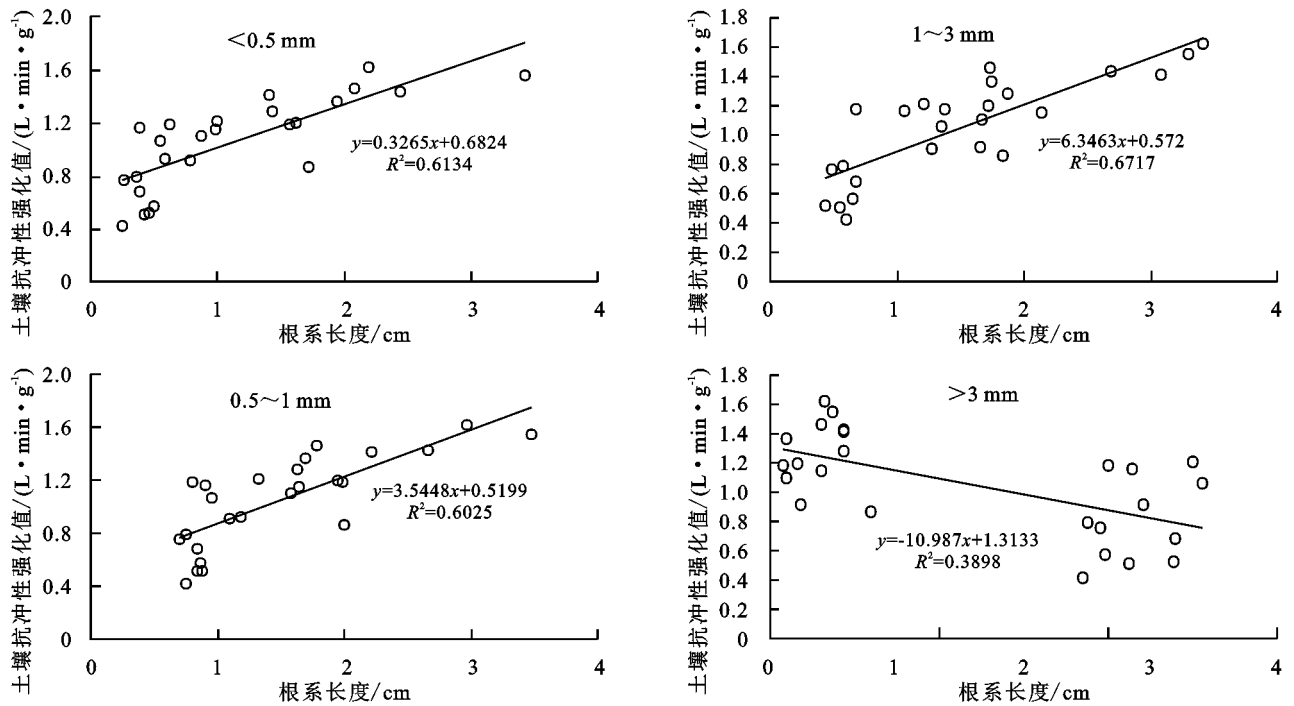 土壤抗冲性强化值/(L·min·g⁻¹)
2.0
1.6
1.2
0.8
0.4
0
<0.5 mm
y=0.3265x+0.6824
R²=0.6134
0 1 2 3 4
根系长度/cm
土壤抗冲性强化值/(L·min·g⁻¹)
1.8
1.6
1.4
1.2
1.0
0.8
0.6
0.4
0.2
0
1～3 mm
y=6.3463x+0.572
R²=0.6717
0 1 2 3 4
根系长度/cm
土壤抗冲性强化值/(L·min·g⁻¹)
2.0
1.6
1.2
0.8
0.4
0
0.5～1 mm
y=3.5448x+0.5199
R²=0.6025
0 1 2 3 4
根系长度/cm
土壤抗冲性强化值/(L·min·g⁻¹)
1.8
1.6
1.4
1.2
1.0
0.8
0.6
0.4
0.2
0
>3 mm
y=-10.987x+1.3133
R²=0.3898
0 1 2 3 4
根系长度/cm